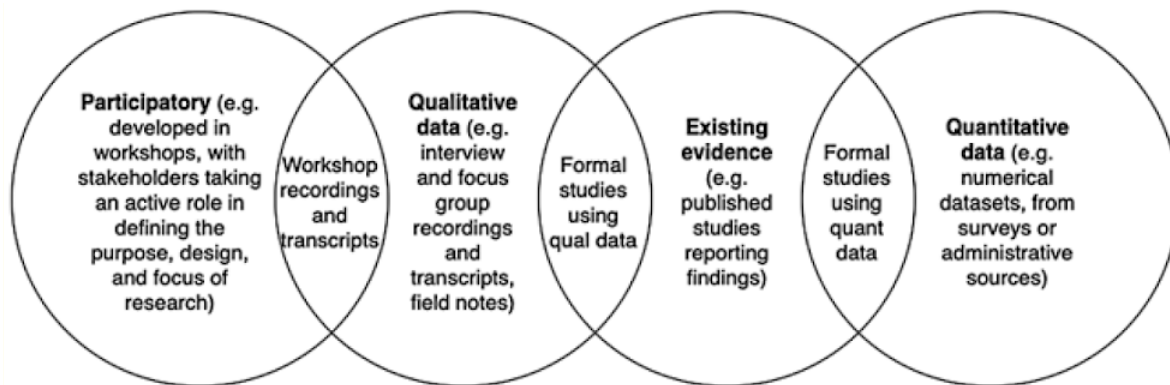 Participatory (e.g.
developed in
workshops, with
stakeholders taking
an active role in
defining the
purpose, design,
and focus of
research)
Workshop
recordings
and
transcripts
Qualitative
data (e.g.
interview
and focus
group
recordings
and
transcripts,
field notes)
Formal
studies
using
qual data
Existing
evidence
(e.g.
published
studies
reporting
findings)
Formal
studies
using
quant
data
Quantitative
data (e.g.
numerical
datasets, from
surveys or
administrative
sources)